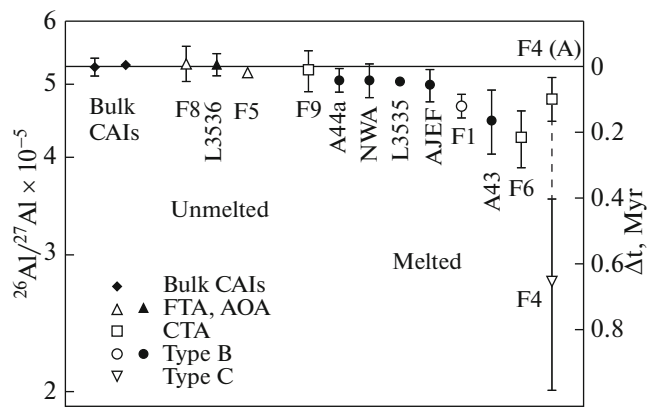 6
5
4
3
2
²⁶Al/²⁷Al × 10⁻⁵
F4 (A)
0
0.2
0.4
0.6
0.8
Δt, Myr
Bulk
CAIs
F8
L3536
F5
F9
A44a
NWA
L3535
AJEF
F1
A43
F6
F4
Unmelted
Melted
Bulk CAIs
FTA, AOA
CTA
Type B
Type C